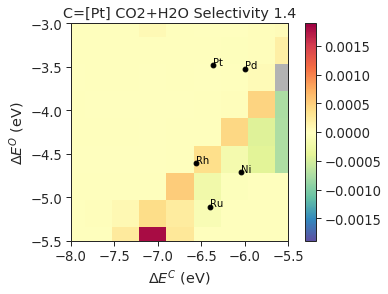 C=[Pt] CO2+H2O Selectivity 1.4
−3.0
−3.5
−4.0
−4.5
−5.0
−5.5
ΔE^O (eV)
Pt
Pd
Rh
Ni
Ru
−8.0 −7.5 −7.0 −6.5 −6.0 −5.5
ΔE^C (eV)
0.0015
0.0010
0.0005
0.0000
−0.0005
−0.0010
−0.0015